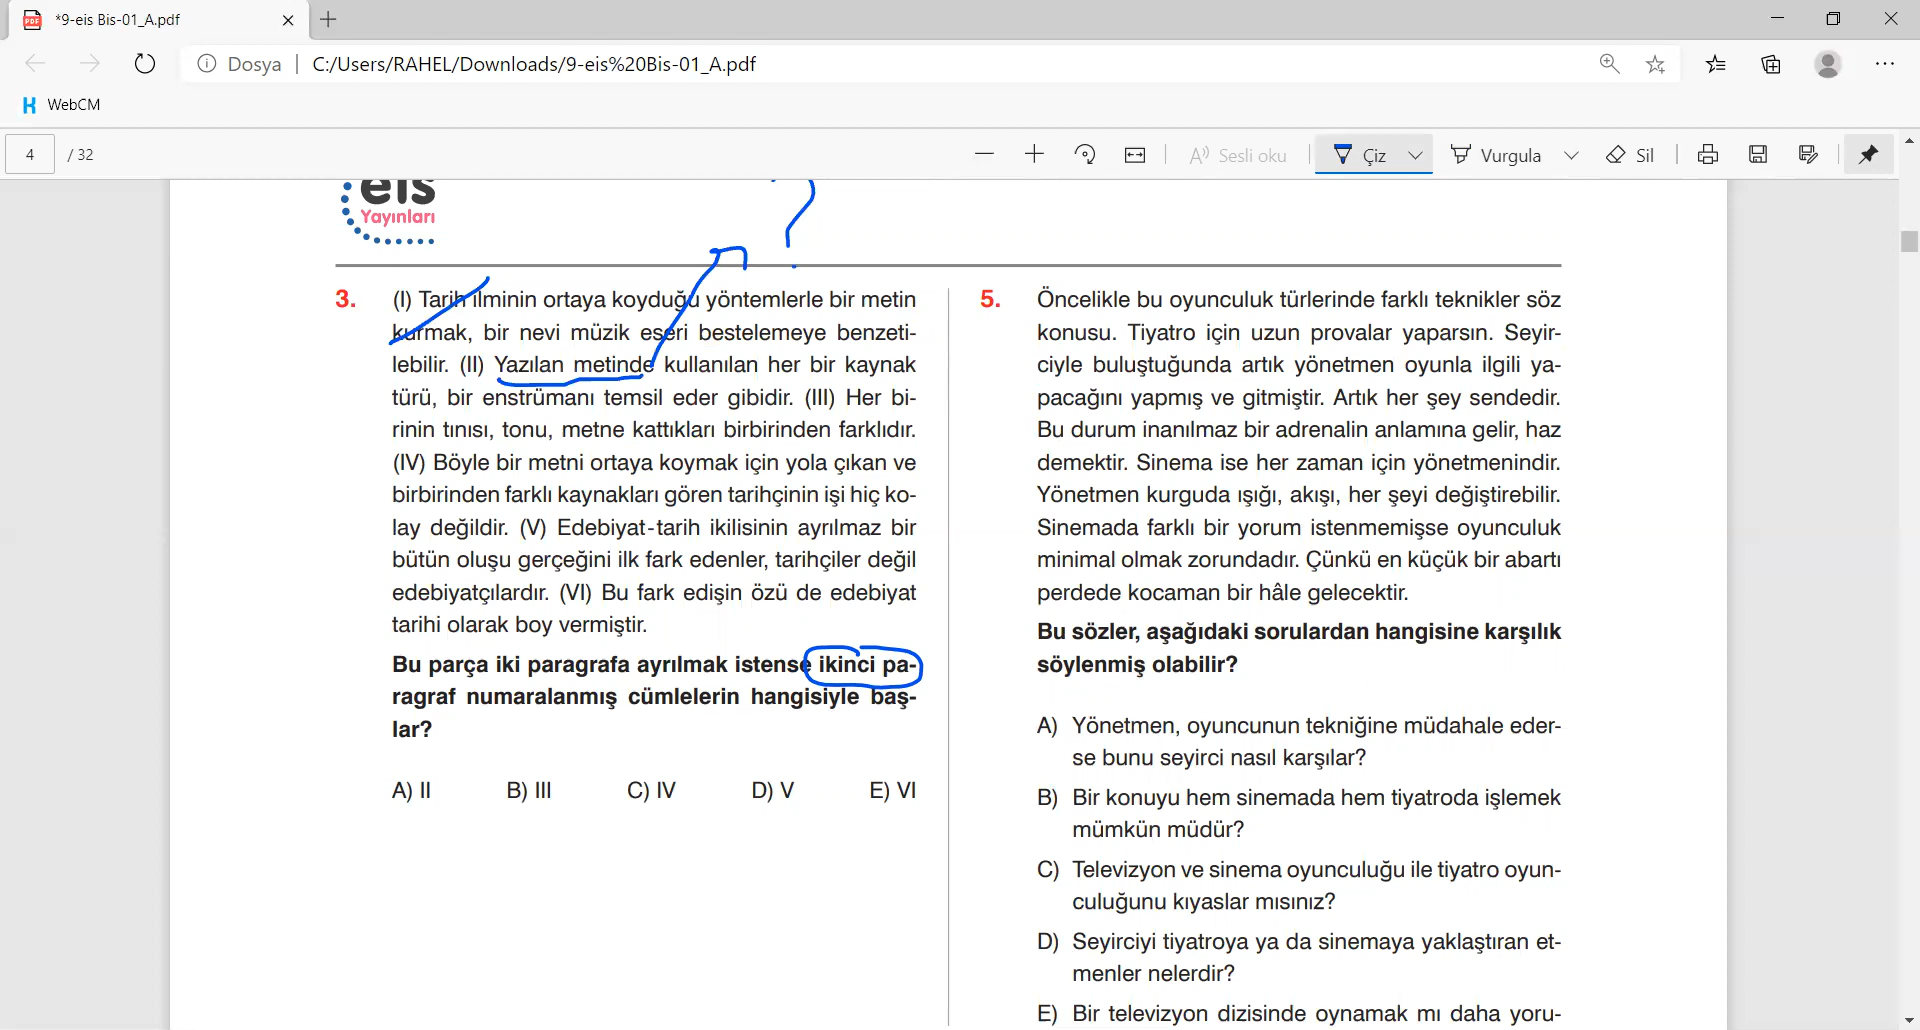 *9-eis Bis-01_A.pdf
Dosya | C:/Users/RAHEL/Downloads/9-eis%20Bis-01_A.pdf
WebCM
4 / 32
Sesli oku
Çiz
Vurgula
Sil
eis
Yayınları
?
3. (I) Tarih ilminin ortaya koyduğu yöntemlerle bir metin
kurmak, bir nevi müzik eseri bestelemeye benzeti-
lebilir. (II) Yazılan metinde kullanılan her bir kaynak
türü, bir enstrümanı temsil eder gibidir. (III) Her bi-
rinin tınısı, tonu, metne kattıkları birbirinden farklıdır.
(IV) Böyle bir metni ortaya koymak için yola çıkan ve
birbirinden farklı kaynakları gören tarihçinin işi hiç ko-
lay değildir. (V) Edebiyat-tarih ikilisinin ayrılmaz bir
bütün oluşu gerçeğini ilk fark edenler, tarihçiler değil
edebiyatçılardır. (VI) Bu fark edişin özü de edebiyat
tarihi olarak boy vermiştir.
Bu parça iki paragrafa ayrılmak istense ikinci pa-
ragraf numaralanmış cümlelerin hangisiyle baş-
lar?
A) II B) III C) IV D) V E) VI
5. Öncelikle bu oyunculuk türlerinde farklı teknikler söz
konusu. Tiyatro için uzun provalar yaparsın. Seyir-
ciyle buluştuğunda artık yönetmen oyunla ilgili ya-
pacağını yapmış ve gitmiştir. Artık her şey sendedir.
Bu durum inanılmaz bir adrenalin anlamına gelir, haz
demektir. Sinema ise her zaman için yönetmenindir.
Yönetmen kurguda ışığı, akışı, her şeyi değiştirebilir.
Sinemada farklı bir yorum istenmemişse oyunculuk
minimal olmak zorundadır. Çünkü en küçük bir abartı
perdede kocaman bir hâle gelecektir.
Bu sözler, aşağıdaki sorulardan hangisine karşılık
söylenmiş olabilir?
A) Yönetmen, oyuncunun tekniğine müdahale eder-
se bunu seyirci nasıl karşılar?
B) Bir konuyu hem sinemada hem tiyatroda işlemek
mümkün müdür?
C) Televizyon ve sinema oyunculuğu ile tiyatro oyun-
culuğunu kıyaslar mısınız?
D) Seyirciyi tiyatroya ya da sinemaya yaklaştıran et-
menler nelerdir?
E) Bir televizyon dizisinde oynamak mı daha yoru-